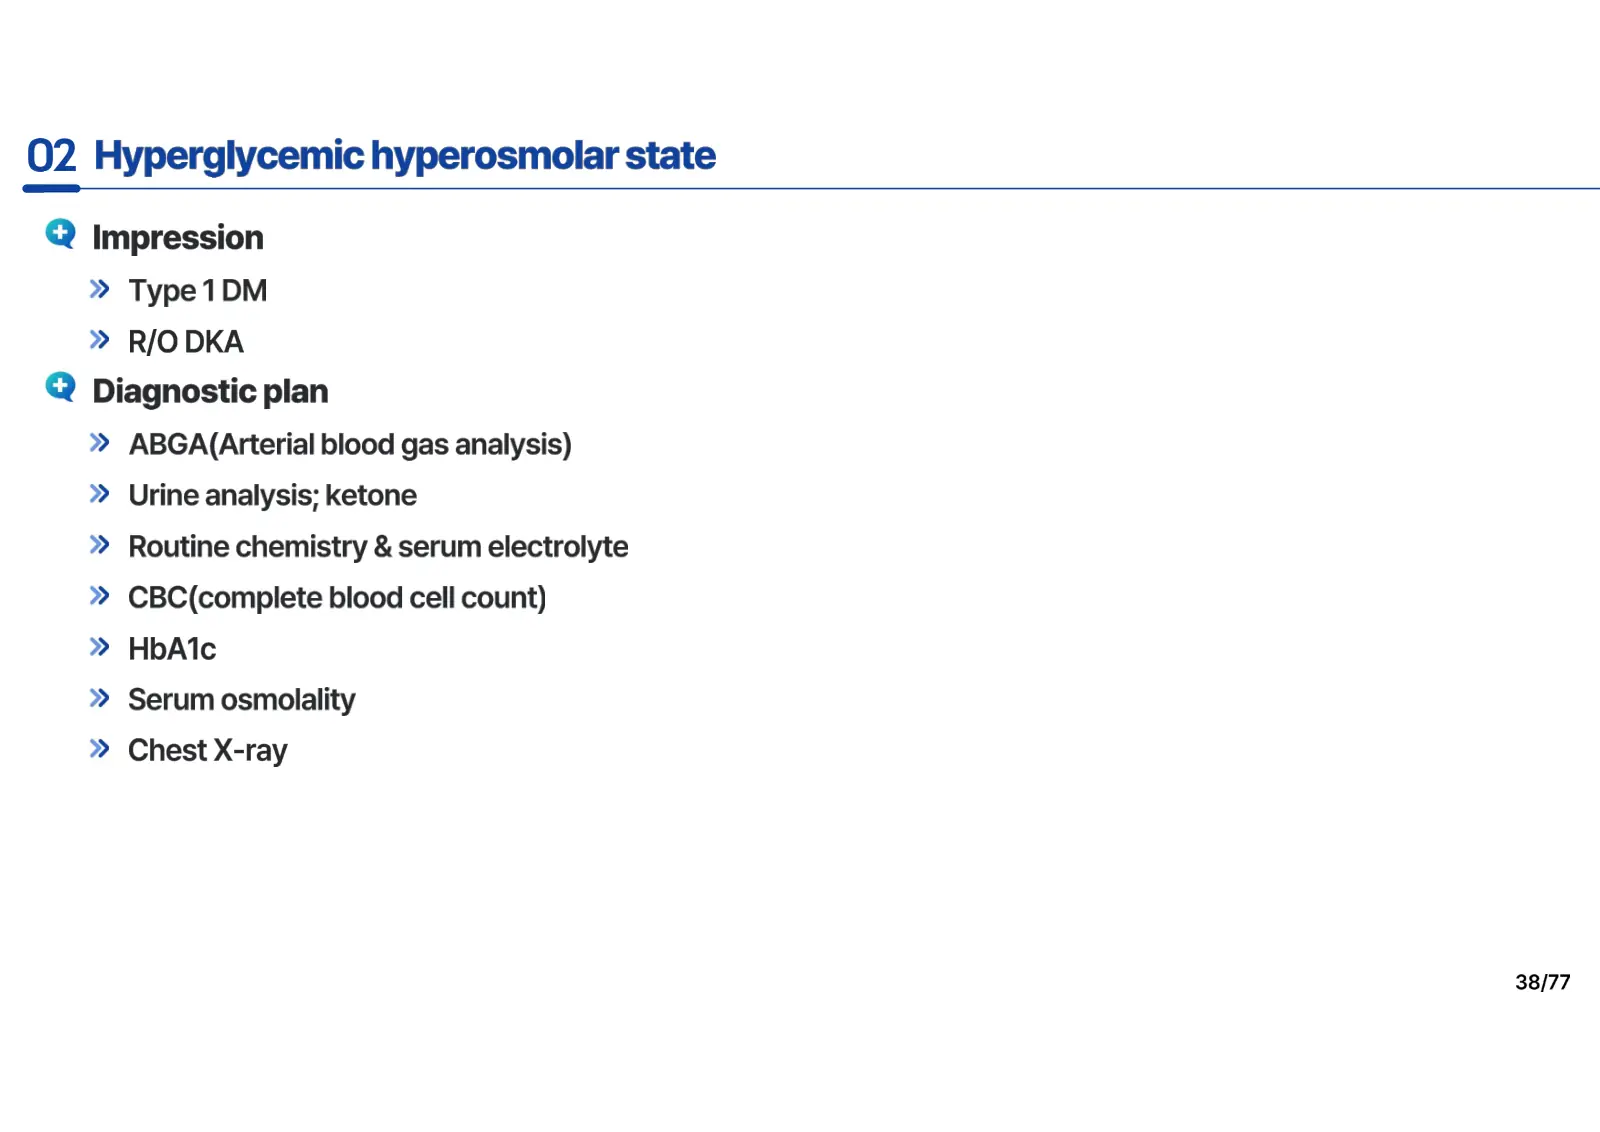 02 Hyperglycemic hyperosmolar state
Impression
Type 1 DM
R/O DKA
Diagnostic plan
ABGA(Arterial blood gas analysis)
Urine analysis; ketone
Routine chemistry & serum electrolyte
CBC(complete blood cell count)
HbA1c
Serum osmolality
Chest X-ray
38/77